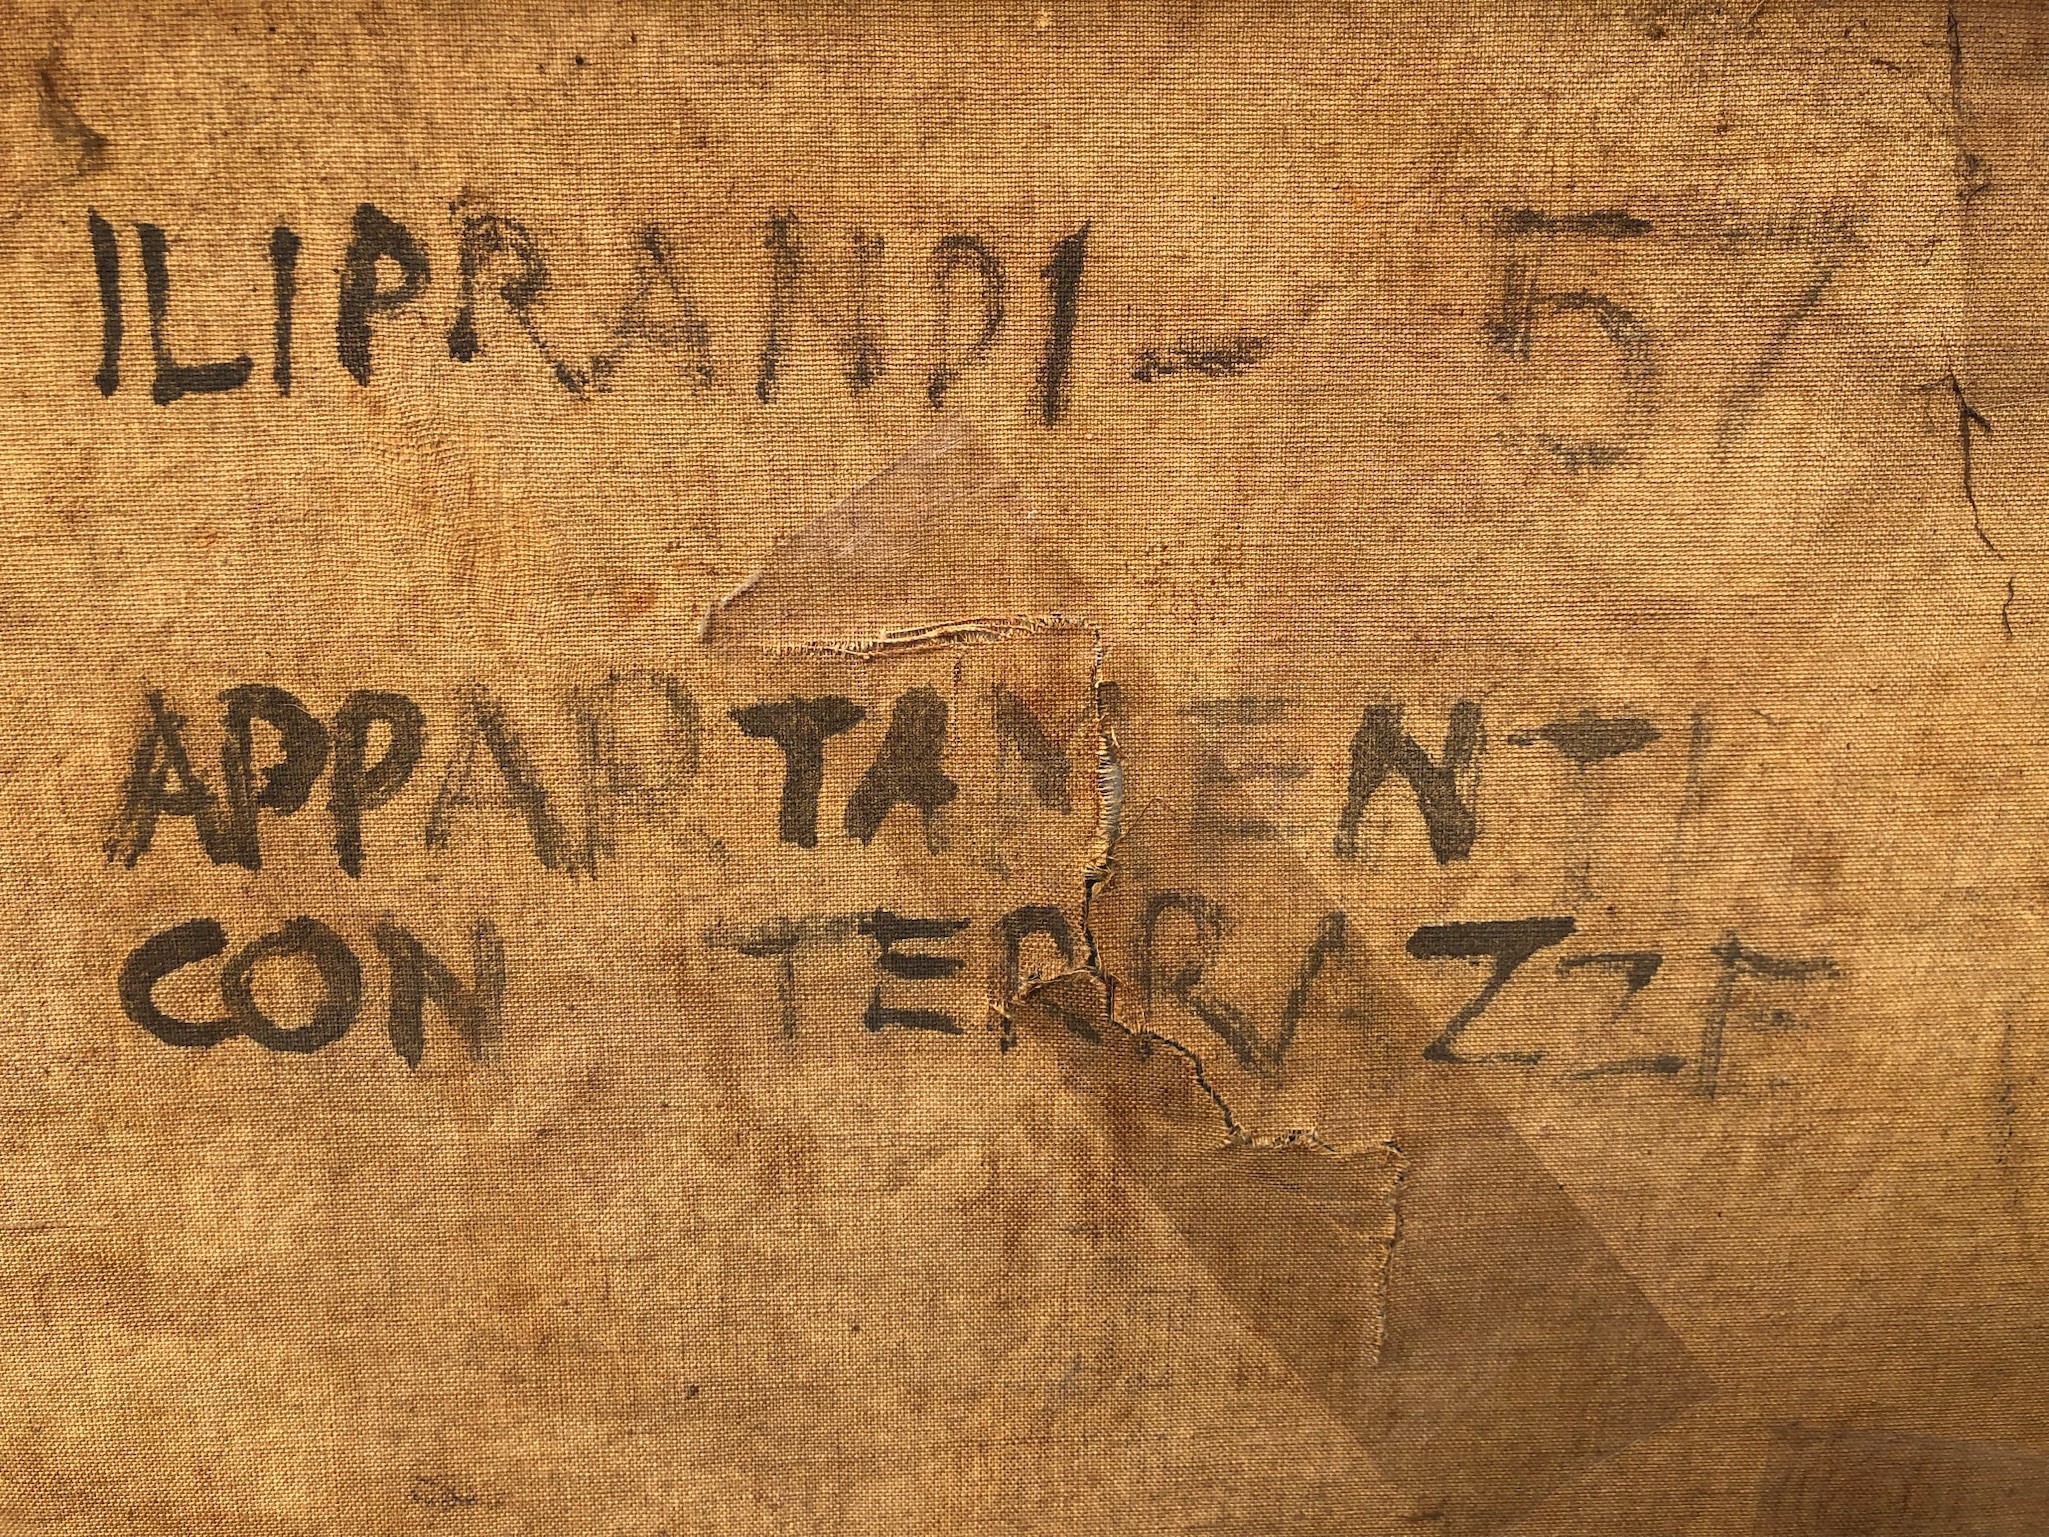 ILIPRANDI - 57
APPARTAMENTI
CON TERRAZZE